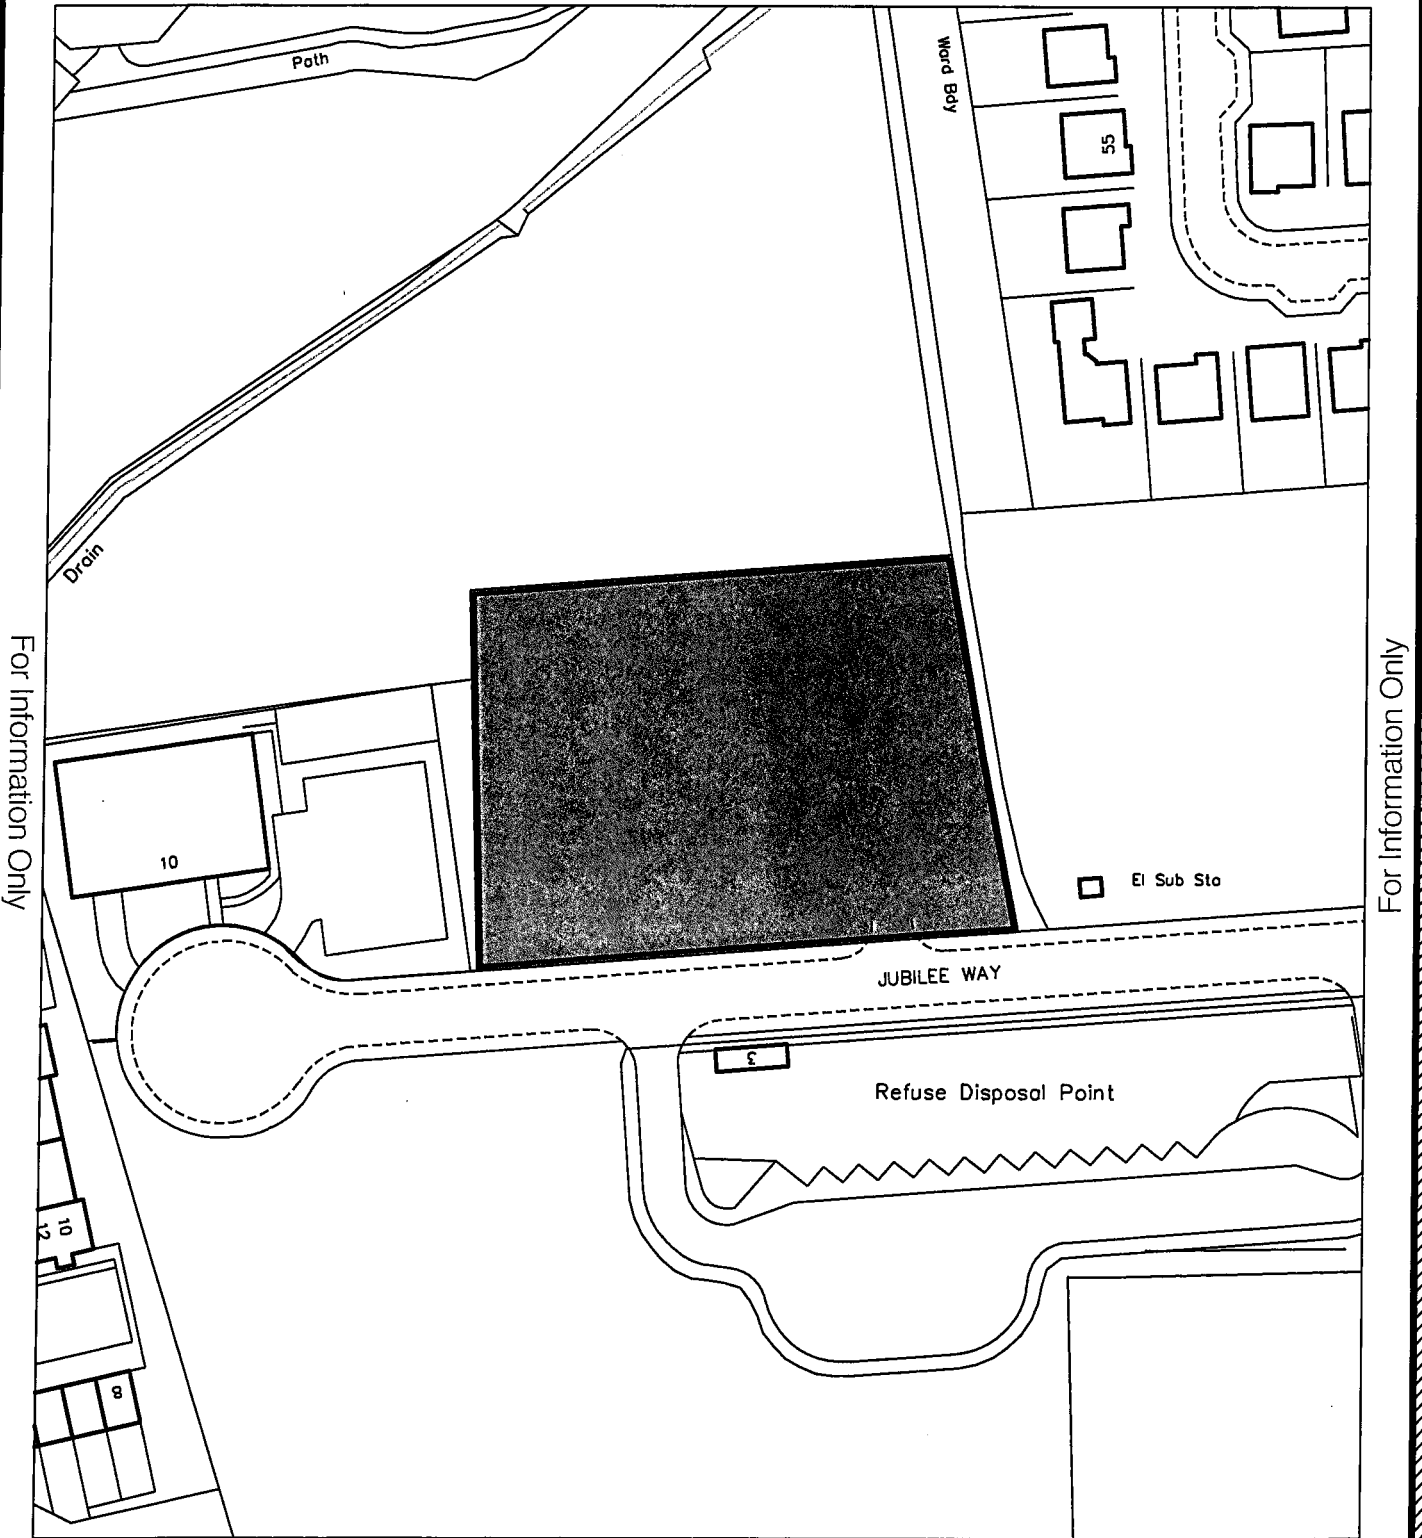 Path
Ward Bdy
55
Drain
For Information Only
For Information Only
10
El Sub Sta
JUBILEE WAY
3
Refuse Disposal Point
10
12
8